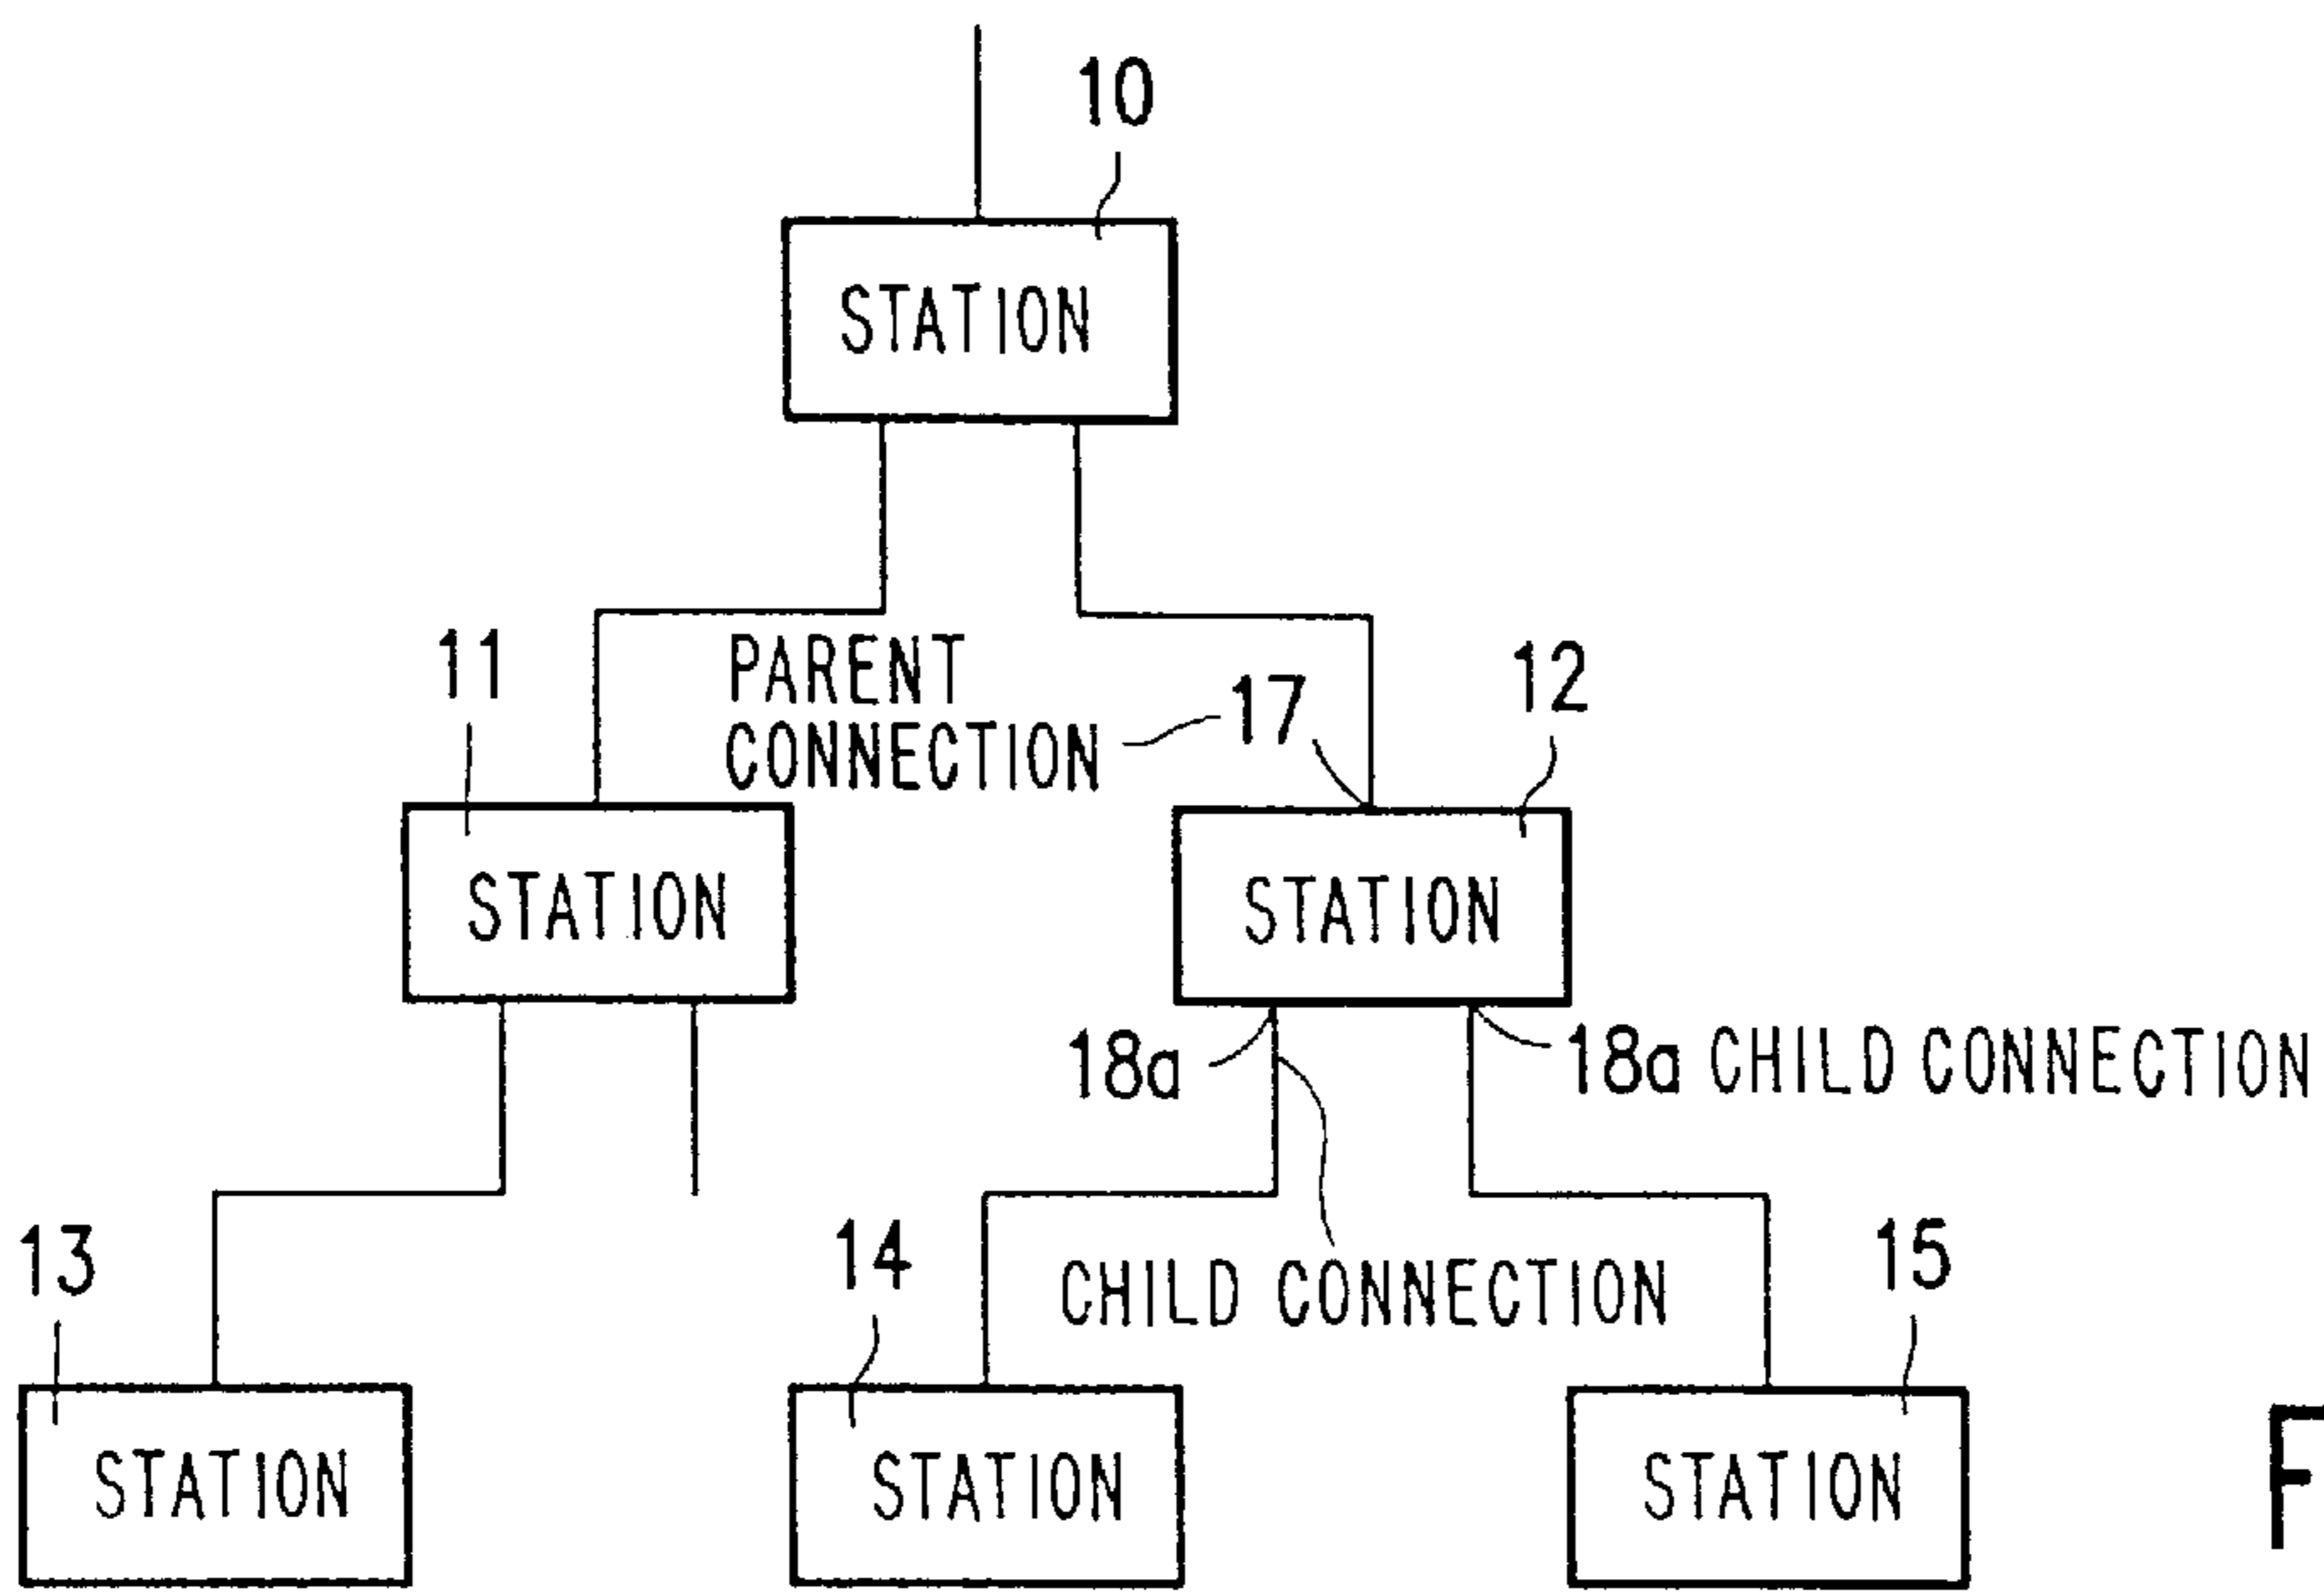 10
STATION
11
PARENT
CONNECTION
17
12
STATION
STATION
18a
18a CHILD CONNECTION
13
14
CHILD CONNECTION
15
STATION
STATION
STATION
F